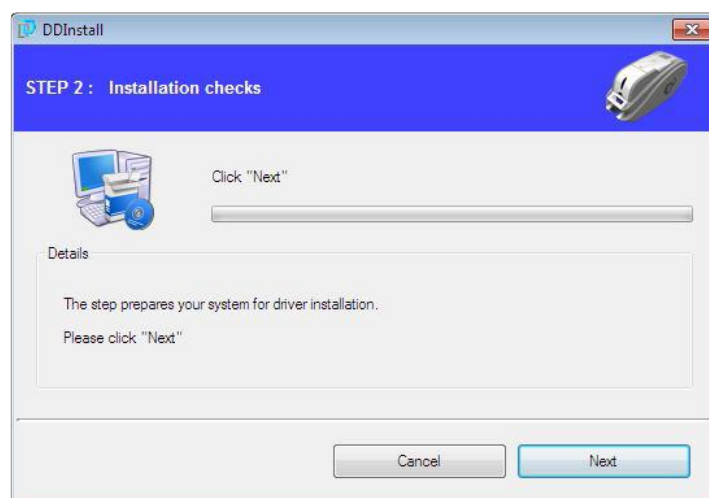 DDInstall
STEP 2 : Installation checks
Click "Next"
Details
The step prepares your system for driver installation.
Please click "Next"
Cancel
Next